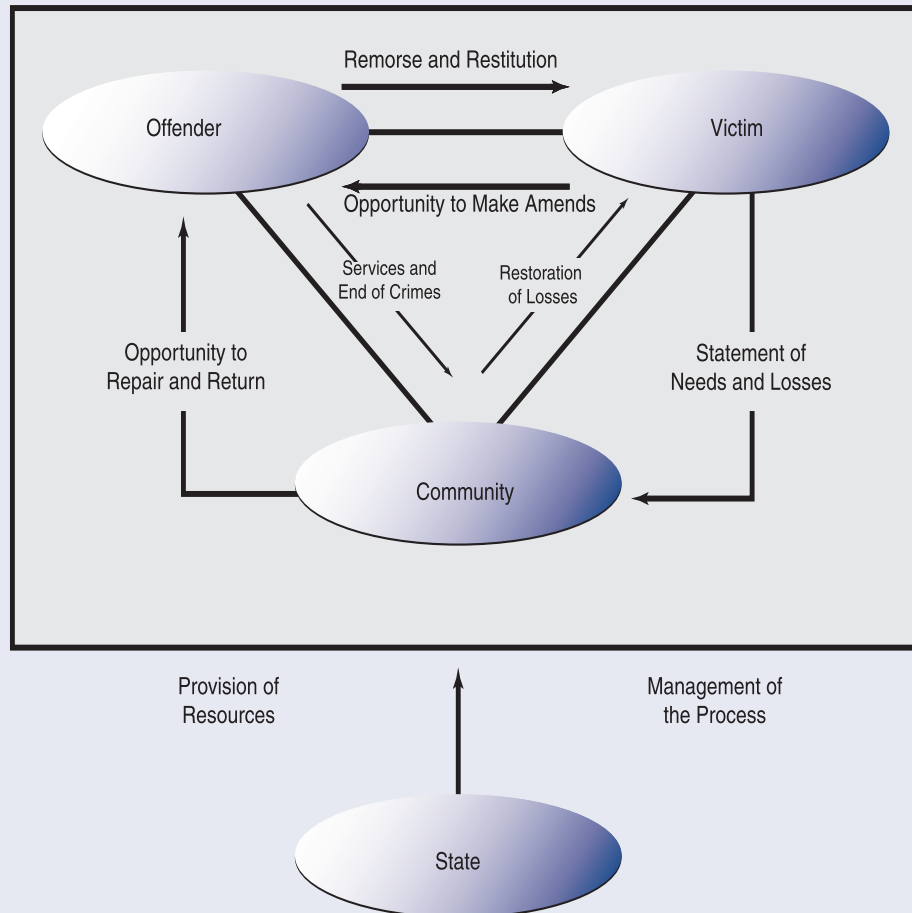 Remorse and Restitution
Offender
Victim
Opportunity to Make Amends
Services and
End of Crimes
Restoration
of Losses
Opportunity to
Repair and Return
Statement of
Needs and Losses
Community
Provision of
Resources
Management of
the Process
State